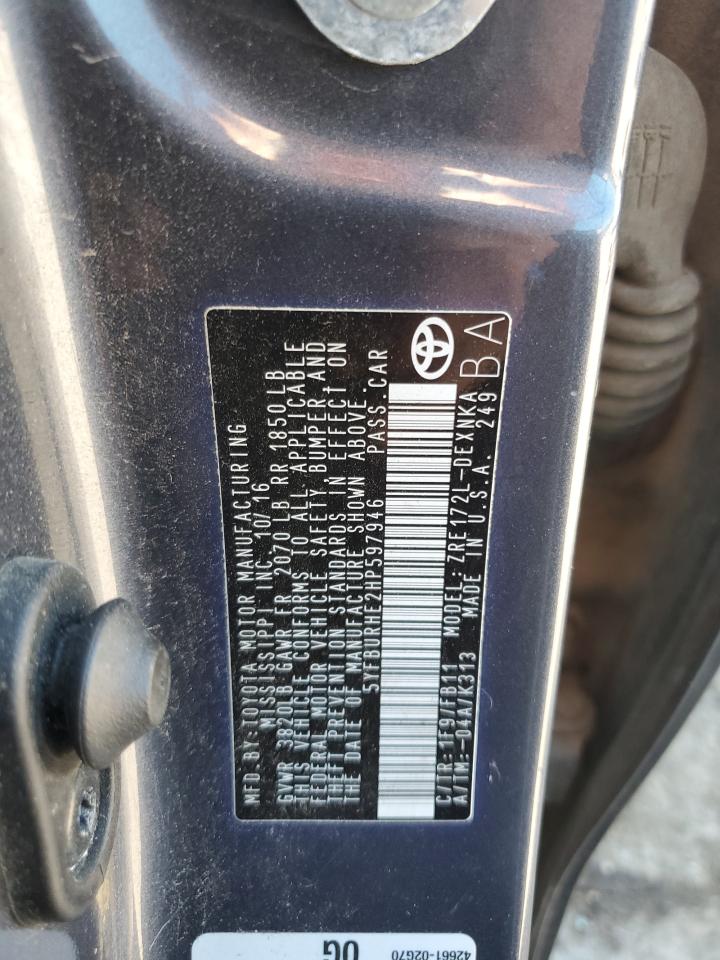 MFD. BY: TOYOTA MOTOR MANUFACTURING
MISSISSIPPI, INC. 10/16
GVWR 3820LB GAWR FR 2070 LB RR 1850 LB
THIS VEHICLE CONFORMS TO ALL APPLICABLE
FEDERAL MOTOR VEHICLE SAFETY, BUMPER AND
THEFT PREVENTION STANDARDS IN EFFECT ON
THE DATE OF MANUFACTURE SHOWN ABOVE.
5YFBURHE2HP597946 PASS. CAR
C/TR: 1F9/FB11 MODEL: ZRE172L-DEXNKA
A/TM: -04A/K313 MADE IN U.S.A. 249
BA
42661-02G70